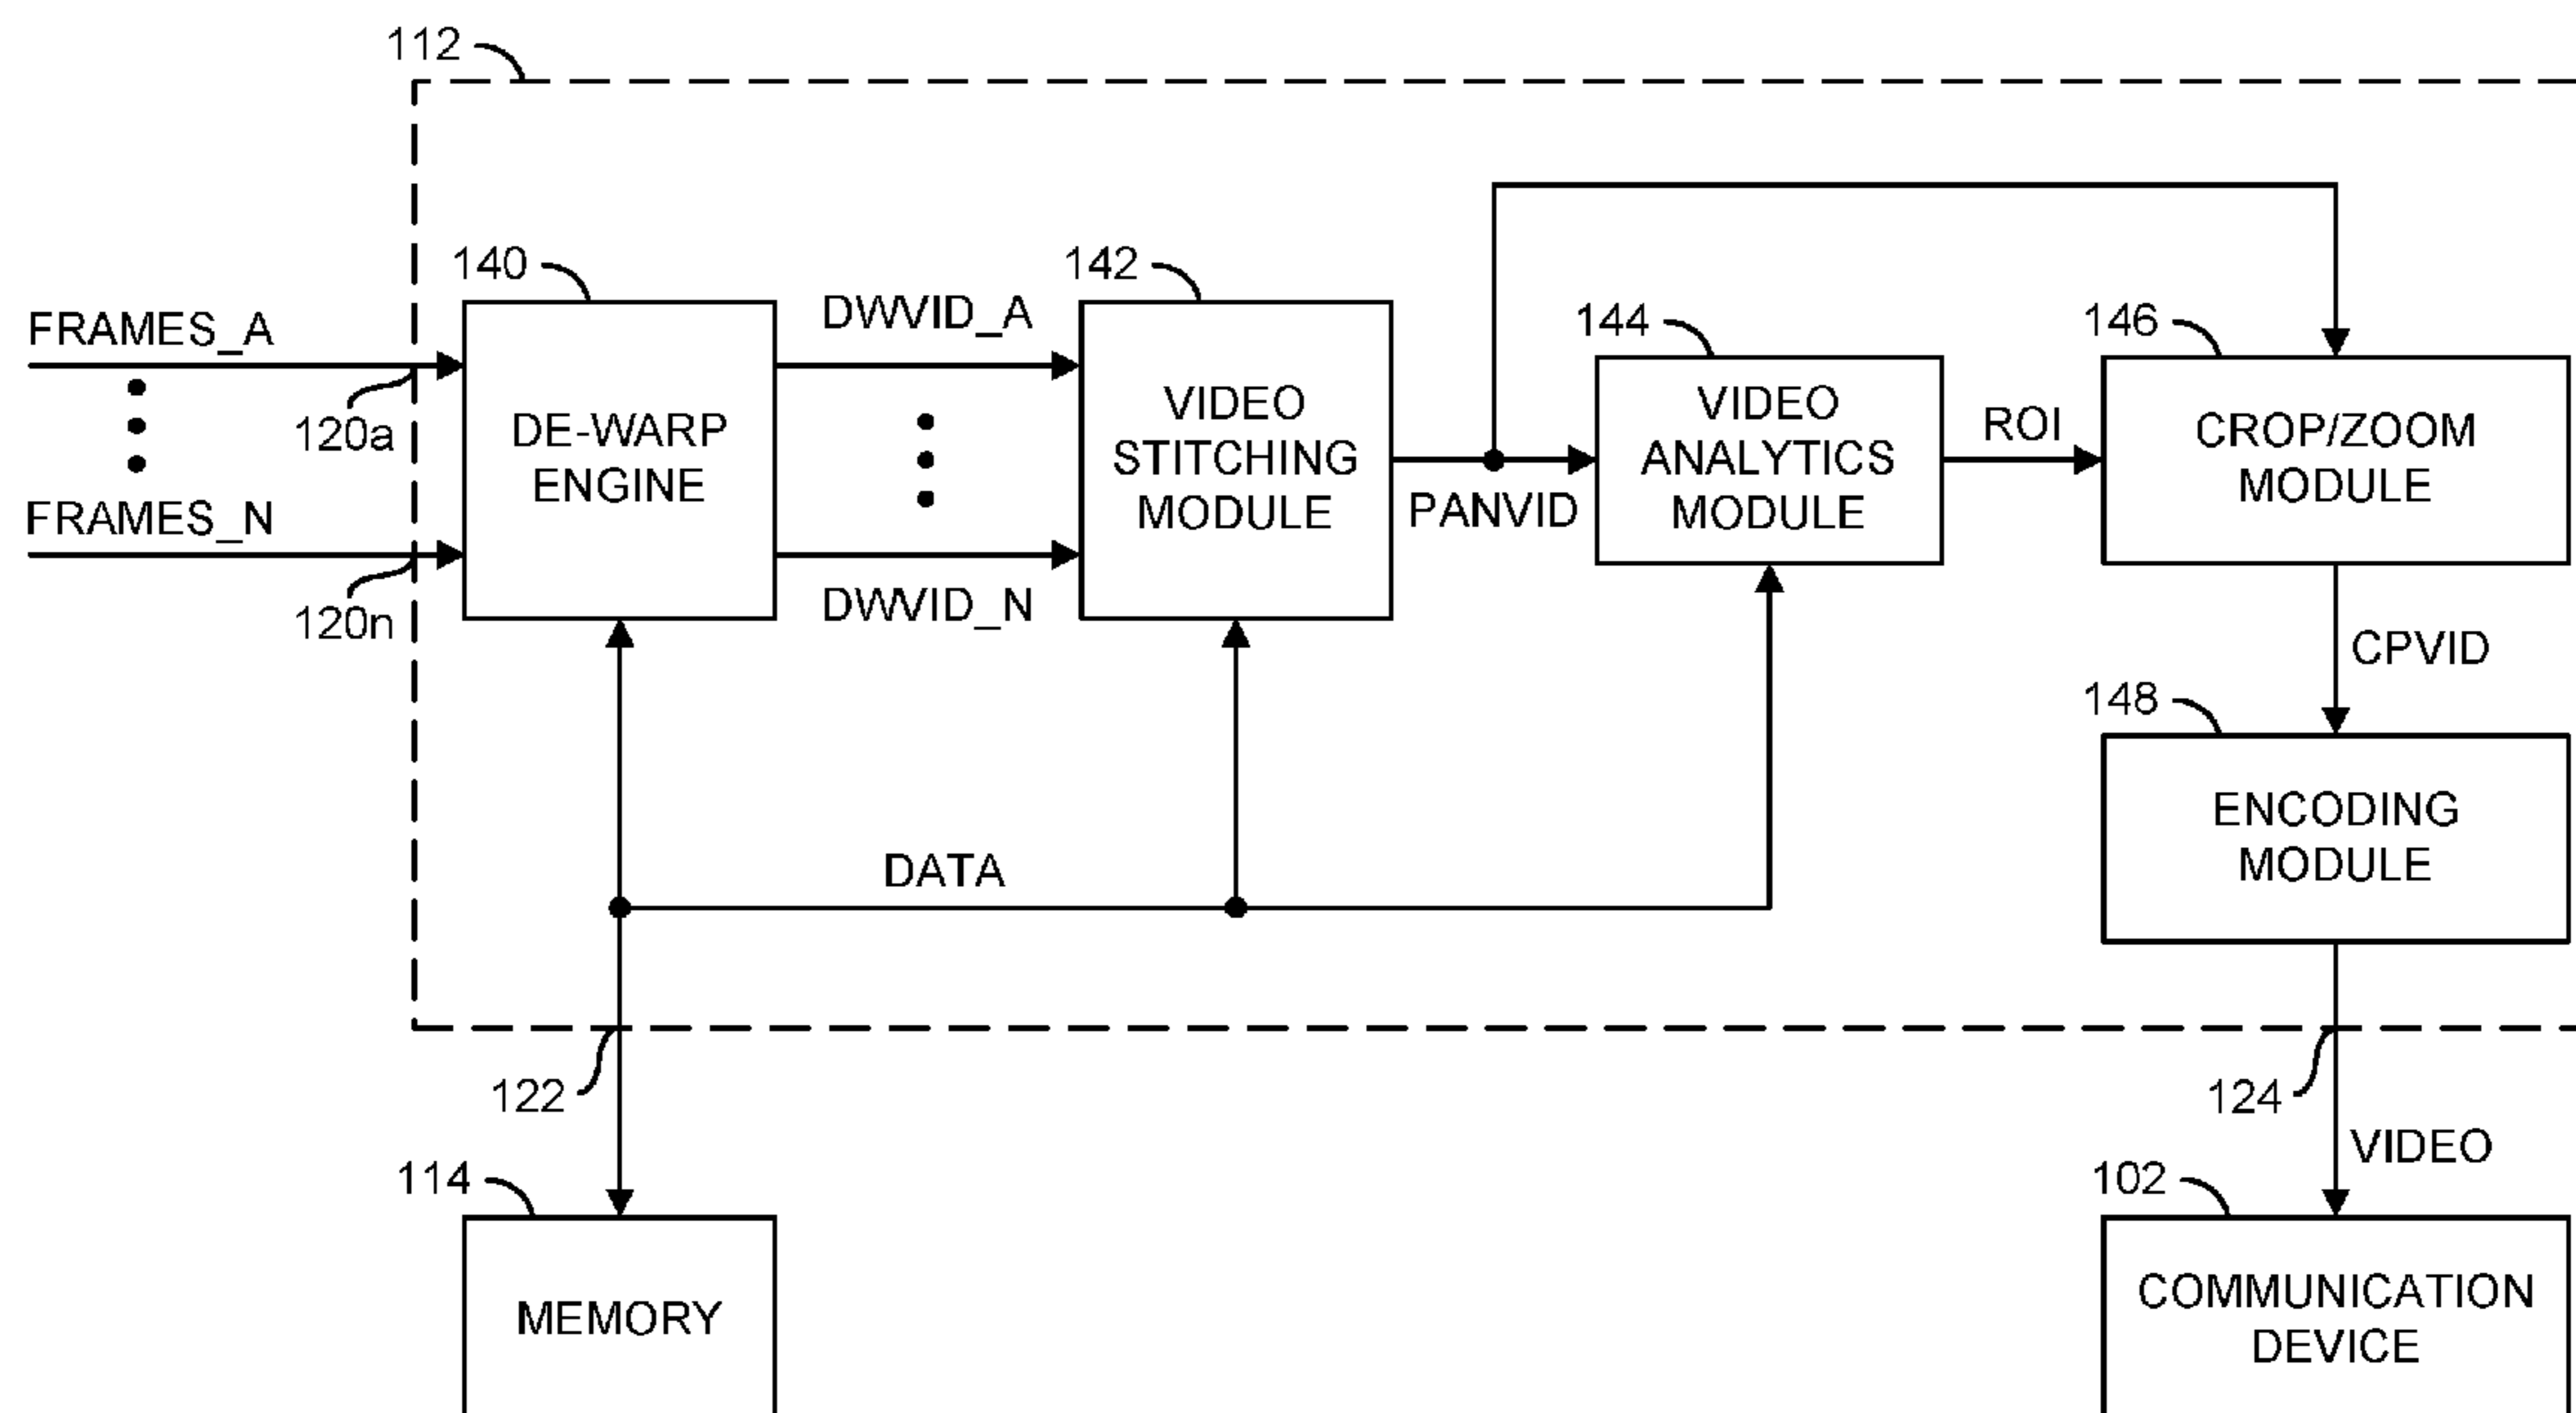 112
140
142
144
146
FRAMES_A
120a
FRAMES_N
120n
DE-WARP
ENGINE
DWVID_A
DWVID_N
VIDEO
STITCHING
MODULE
PANVID
VIDEO
ANALYTICS
MODULE
ROI
CROP/ZOOM
MODULE
CPVID
148
ENCODING
MODULE
DATA
122
124
VIDEO
114
MEMORY
102
COMMUNICATION
DEVICE